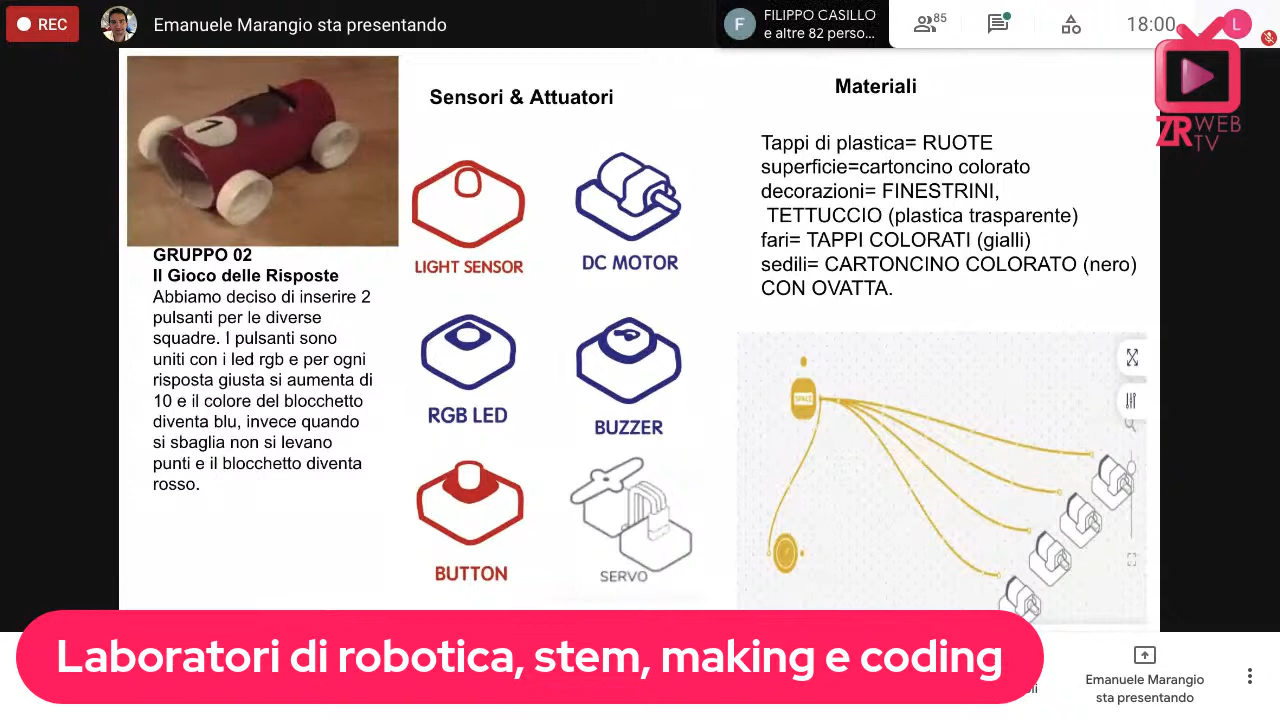 REC
Emanuele Marangio sta presentando
F
FILIPPO CASILLO
e altre 82 perso...
85
18:00
L
ZR WEB TV
1
Sensori & Attuatori
Materiali
Tappi di plastica= RUOTE
superficie=cartoncino colorato
decorazioni= FINESTRINI,
TETTUCCIO (plastica trasparente)
fari= TAPPI COLORATI (gialli)
sedili= CARTONCINO COLORATO (nero)
CON OVATTA.
GRUPPO 02
Il Gioco delle Risposte
Abbiamo deciso di inserire 2
pulsanti per le diverse
squadre. I pulsanti sono
uniti con i led rgb e per ogni
risposta giusta si aumenta di
10 e il colore del blocchetto
diventa blu, invece quando
si sbaglia non si levano
punti e il blocchetto diventa
rosso.
LIGHT SENSOR
DC MOTOR
RGB LED
BUZZER
BUTTON
SERVO
SPACE
Laboratori di robotica, stem, making e coding
Emanuele Marangio
sta presentando